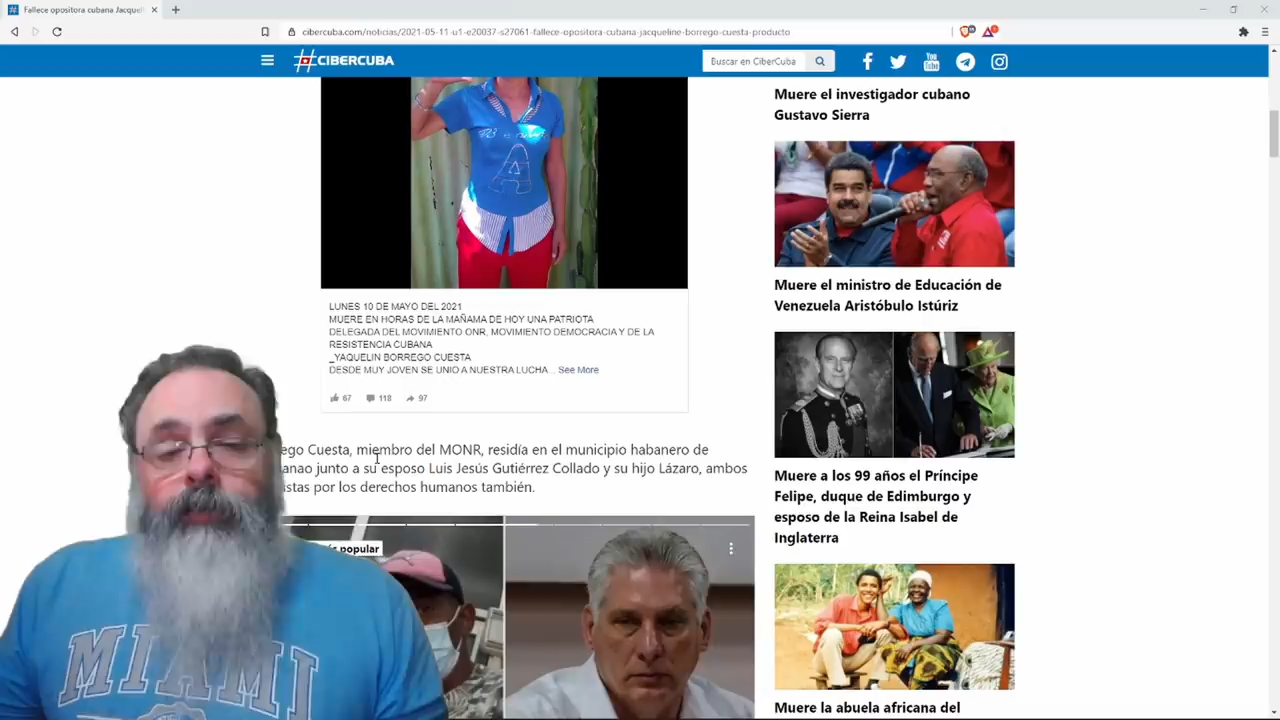 Fallece opositora cubana Jacquel
cibercuba.com/noticias/2021-05-11-u1-e20037-s27061-fallece-opositora-cubana-jacqueline-borrego-cuesta-producto
#CIBERCUBA
Buscar en CiberCuba
A
LUNES 10 DE MAYO DEL 2021
MUERE EN HORAS DE LA MAÑAMA DE HOY UNA PATRIOTA
DELEGADA DEL MOVIMIENTO ONR, MOVIMIENTO DEMOCRACIA Y DE LA
RESISTENCIA CUBANA
_YAQUELIN BORREGO CUESTA
DESDE MUY JOVEN SE UNIO A NUESTRA LUCHA... See More
67 118 97
ego Cuesta, miembro del MONR, residía en el municipio habanero de
anao junto a su esposo Luis Jesús Gutiérrez Collado y su hijo Lázaro, ambos
istas por los derechos humanos también.
popular
MIAMI
Muere el investigador cubano
Gustavo Sierra
Muere el ministro de Educación de
Venezuela Aristóbulo Istúriz
Muere a los 99 años el Príncipe
Felipe, duque de Edimburgo y
esposo de la Reina Isabel de
Inglaterra
Muere la abuela africana del